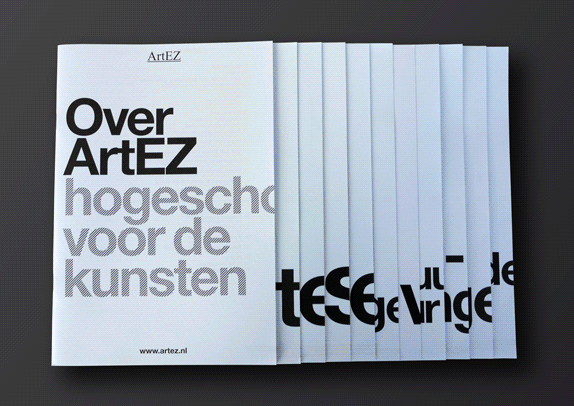 ArtEZ
Over
ArtEZ
hogescho
voor de
kunsten
www.artez.nl